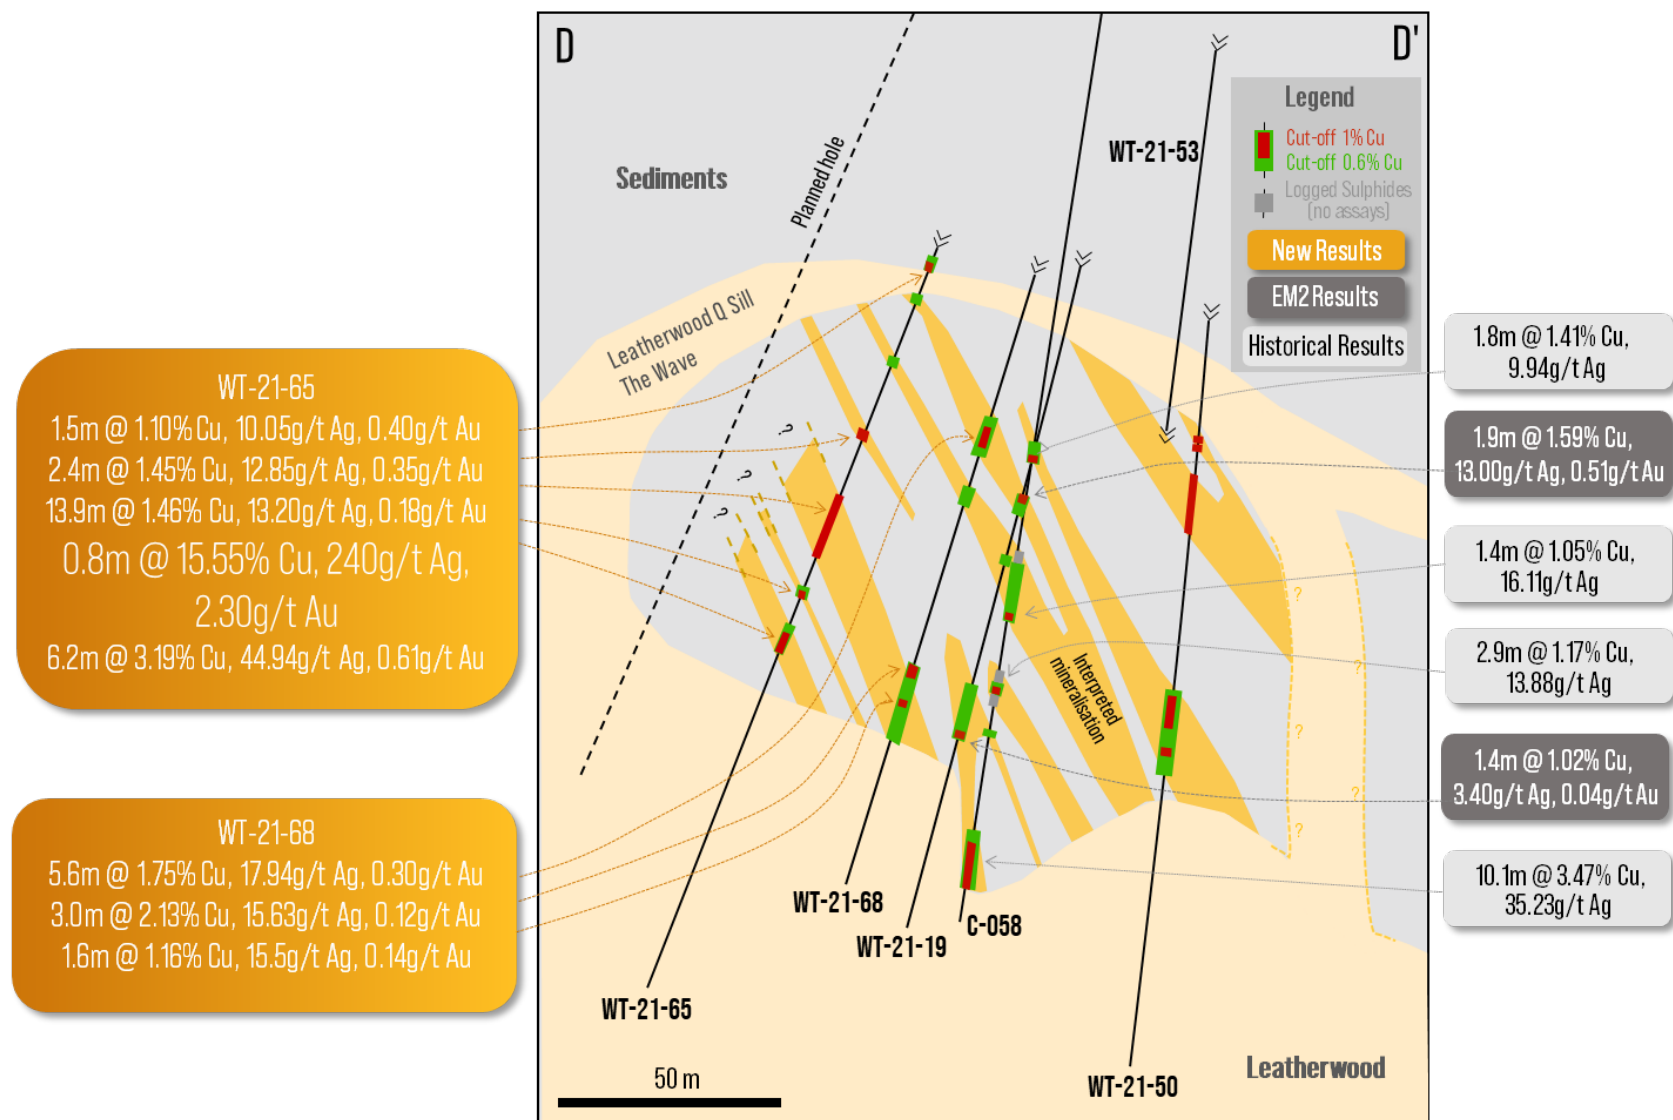 D
D'
Legend
Cut-off 1% Cu
Cut-off 0.6% Cu
Logged Sulphides
(no assays)
New Results
EM2 Results
Historical Results
WT-21-53
Planned hole
Sediments
Leatherwood Q Sill
The Wave
WT-21-65
1.5m @ 1.10% Cu, 10.05g/t Ag, 0.40g/t Au
2.4m @ 1.45% Cu, 12.85g/t Ag, 0.35g/t Au
13.9m @ 1.46% Cu, 13.20g/t Ag, 0.18g/t Au
0.8m @ 15.55% Cu, 240g/t Ag,
2.30g/t Au
6.2m @ 3.19% Cu, 44.94g/t Ag, 0.61g/t Au
WT-21-68
5.6m @ 1.75% Cu, 17.94g/t Ag, 0.30g/t Au
3.0m @ 2.13% Cu, 15.63g/t Ag, 0.12g/t Au
1.6m @ 1.16% Cu, 15.5g/t Ag, 0.14g/t Au
?
?
?
Interpreted
mineralisation
?
?
?
?
?
1.8m @ 1.41% Cu,
9.94g/t Ag
1.9m @ 1.59% Cu,
13.00g/t Ag, 0.51g/t Au
1.4m @ 1.05% Cu,
16.11g/t Ag
2.9m @ 1.17% Cu,
13.88g/t Ag
1.4m @ 1.02% Cu,
3.40g/t Ag, 0.04g/t Au
10.1m @ 3.47% Cu,
35.23g/t Ag
WT-21-68
WT-21-19
C-058
WT-21-65
WT-21-50
Leatherwood
50 m